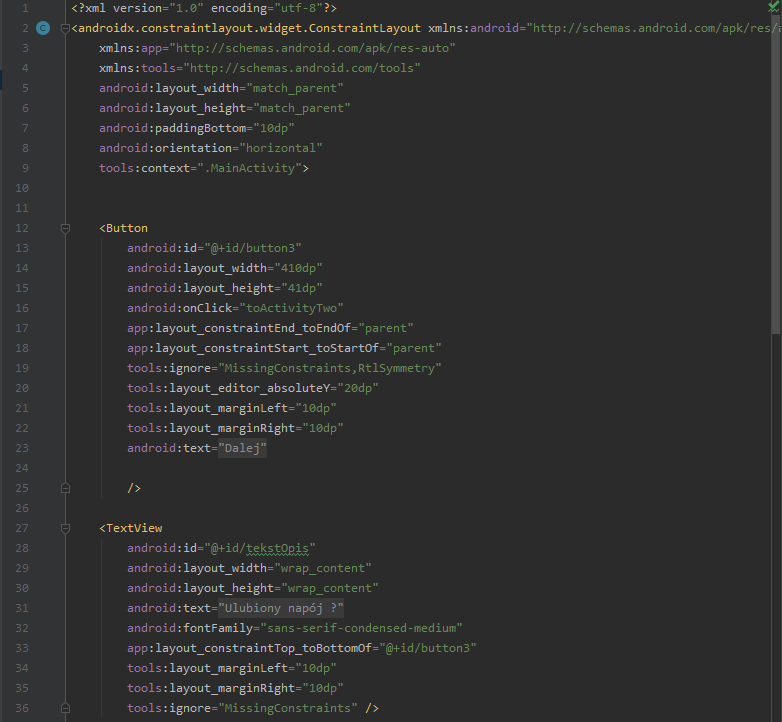 1 <?xml version="1.0" encoding="utf-8"?>
2 <androidx.constraintlayout.widget.ConstraintLayout xmlns:android="http://schemas.android.com/apk/res/
3 xmlns:app="http://schemas.android.com/apk/res-auto"
4 xmlns:tools="http://schemas.android.com/tools"
5 android:layout_width="match_parent"
6 android:layout_height="match_parent"
7 android:paddingBottom="10dp"
8 android:orientation="horizontal"
9 tools:context=".MainActivity">
10
11
12 <Button
13 android:id="@+id/button3"
14 android:layout_width="410dp"
15 android:layout_height="41dp"
16 android:onClick="toActivityTwo"
17 app:layout_constraintEnd_toEndOf="parent"
18 app:layout_constraintStart_toStartOf="parent"
19 tools:ignore="MissingConstraints,RtlSymmetry"
20 tools:layout_editor_absoluteY="20dp"
21 tools:layout_marginLeft="10dp"
22 tools:layout_marginRight="10dp"
23 android:text="Dalej"
24
25 />
26
27 <TextView
28 android:id="@+id/tekstOpis"
29 android:layout_width="wrap_content"
30 android:layout_height="wrap_content"
31 android:text="Ulubiony napój ?"
32 android:fontFamily="sans-serif-condensed-medium"
33 app:layout_constraintTop_toBottomOf="@+id/button3"
34 tools:layout_marginLeft="10dp"
35 tools:layout_marginRight="10dp"
36 tools:ignore="MissingConstraints" />